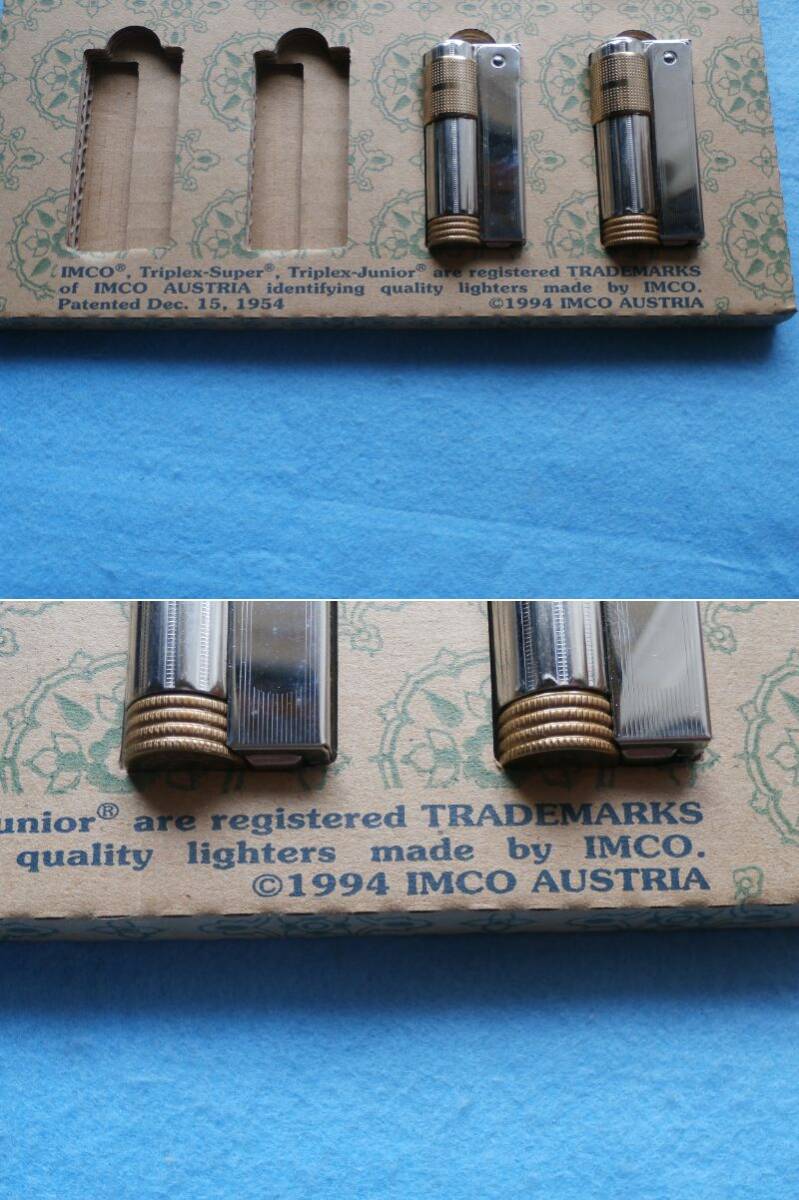 IMCO®, Triplex-Super®, Triplex-Junior® are registered TRADEMARKS
of IMCO AUSTRIA identifying quality lighters made by IMCO.
Patented Dec. 15, 1954 ©1994 IMCO AUSTRIA
unior® are registered TRADEMARKS
quality lighters made by IMCO.
©1994 IMCO AUSTRIA